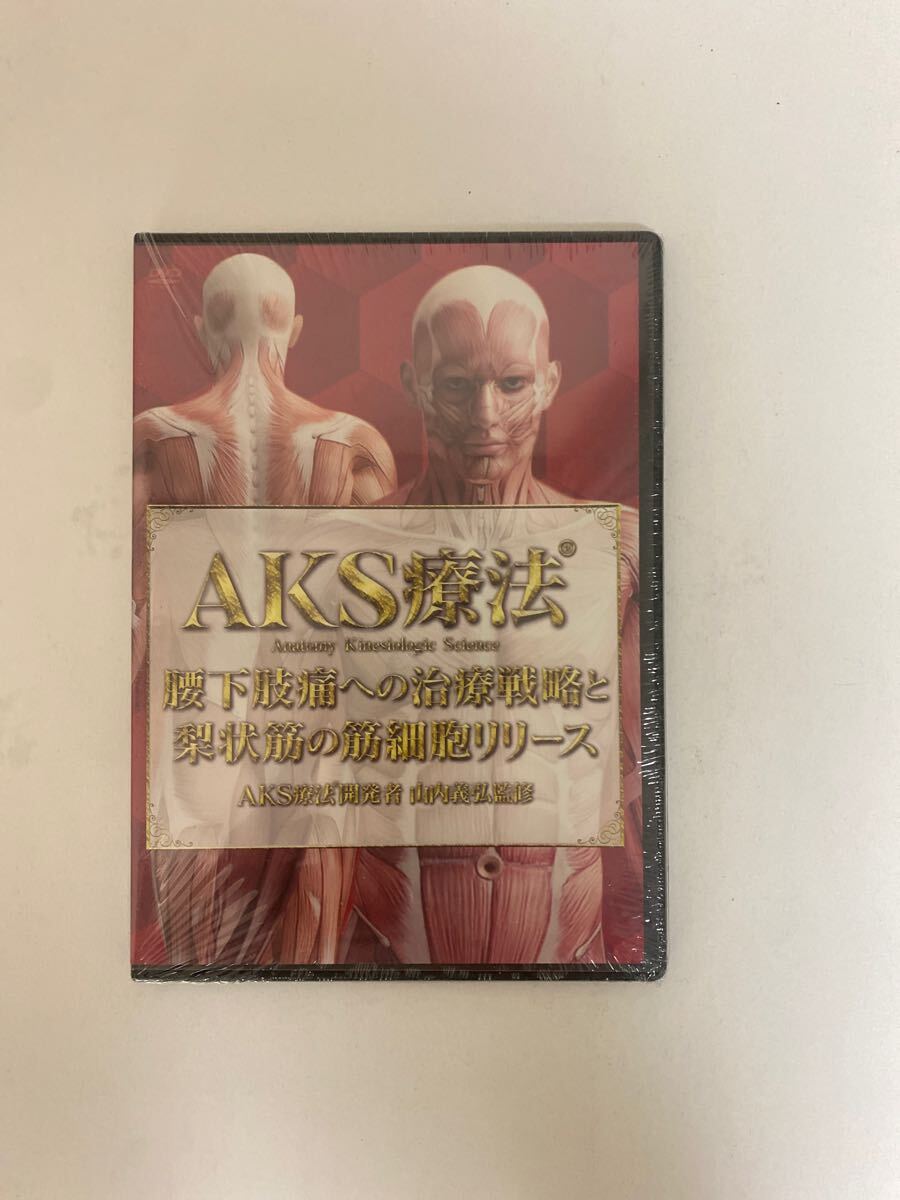 DVD
AKS療法®
Anatomy Kinesiologic Science
腰下肢痛への治療戦略と
梨状筋の筋細胞リリース
AKS療法®開発者 山内義弘監修